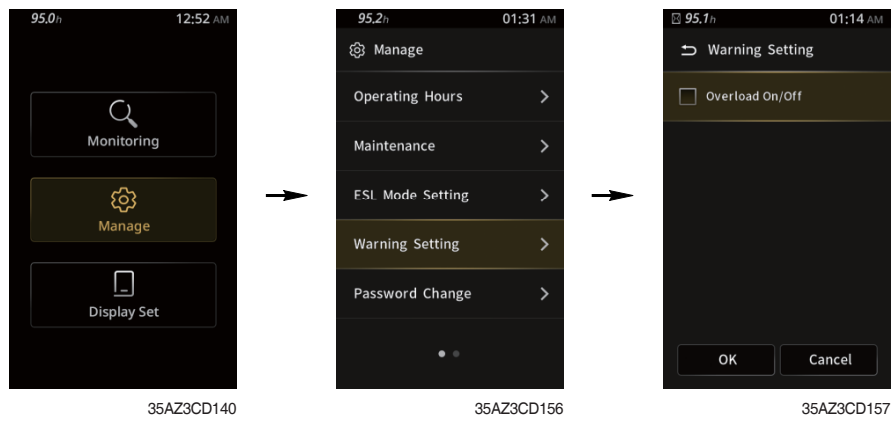 95.0h 12:52 AM
Monitoring
Manage
Display Set
35AZ3CD140
95.2h 01:31 AM
Manage
Operating Hours
Maintenance
ESL Mode Setting
Warning Setting
Password Change
35AZ3CD156
95.1h 01:14 AM
Warning Setting
Overload On/Off
OK Cancel
35AZ3CD157